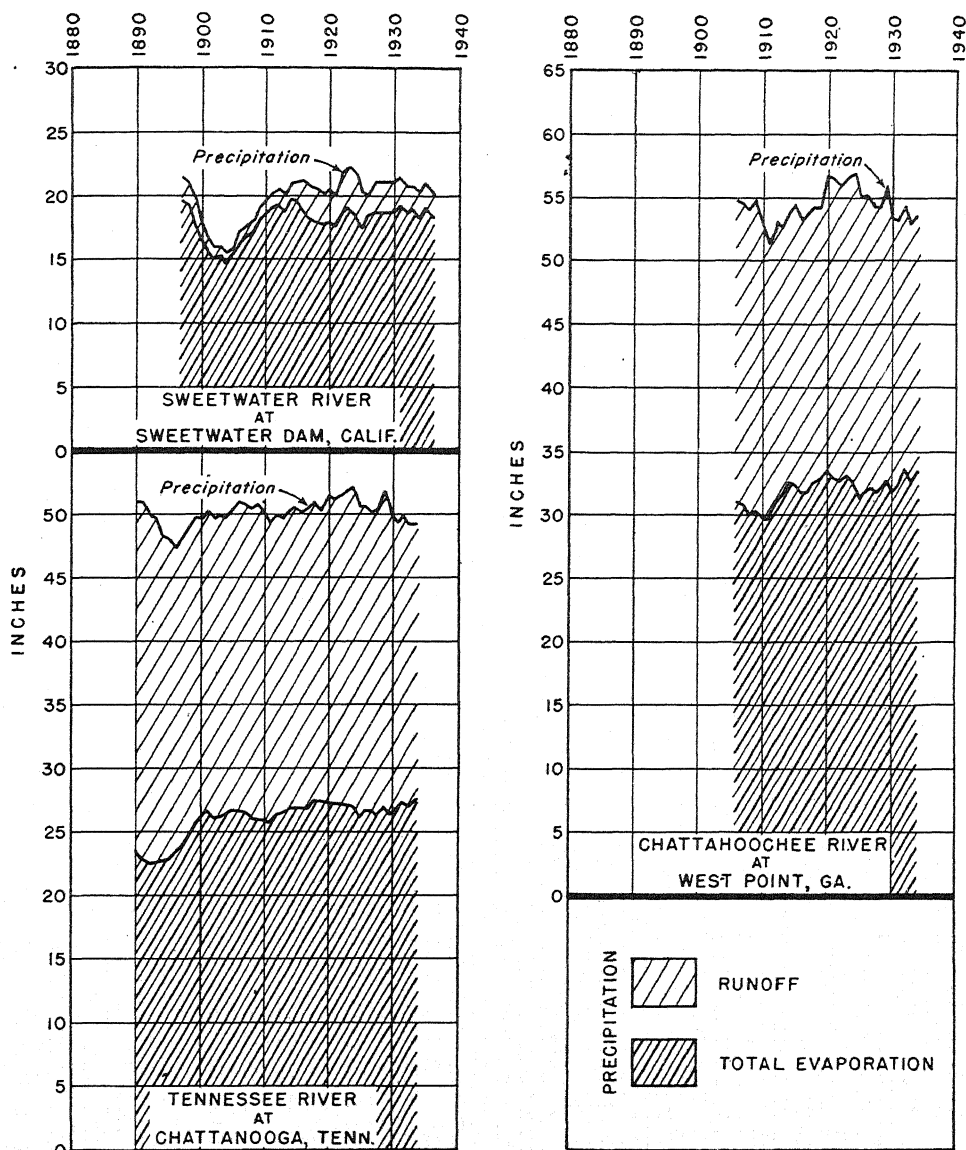 1880
1890
1900
1910
1920
1930
1940
30
25
20
15
10
5
0
Precipitation
SWEETWATER RIVER
AT
SWEETWATER DAM, CALIF.
50
45
40
35
30
25
20
15
10
5
0
Precipitation
INCHES
TENNESSEE RIVER
AT
CHATTANOOGA, TENN.
1880
1890
1900
1910
1920
1930
1940
65
60
55
50
45
40
35
30
25
20
15
10
5
0
Precipitation
INCHES
CHATTAHOOCHEE RIVER
AT
WEST POINT, GA.
PRECIPITATION
RUNOFF
TOTAL EVAPORATION